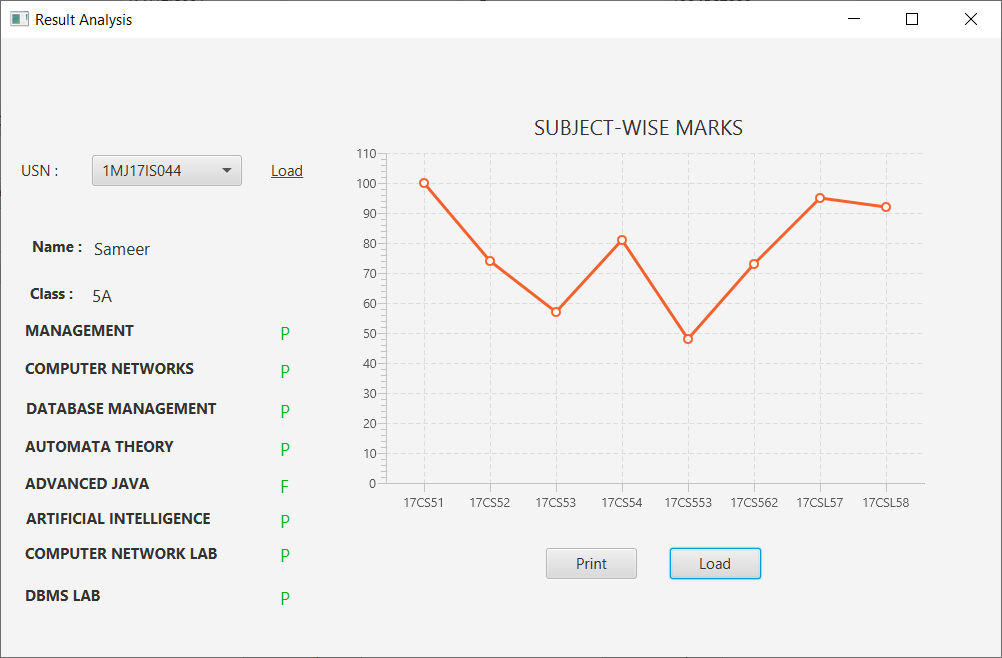 Result Analysis
USN :
1MJ17IS044
Load
Name :
Sameer
Class :
5A
MANAGEMENT
P
COMPUTER NETWORKS
P
DATABASE MANAGEMENT
P
AUTOMATA THEORY
P
ADVANCED JAVA
F
ARTIFICIAL INTELLIGENCE
P
COMPUTER NETWORK LAB
P
DBMS LAB
P
SUBJECT-WISE MARKS
110
100
90
80
70
60
50
40
30
20
10
0
17CS51
17CS52
17CS53
17CS54
17CS553
17CS562
17CSL57
17CSL58
Print
Load